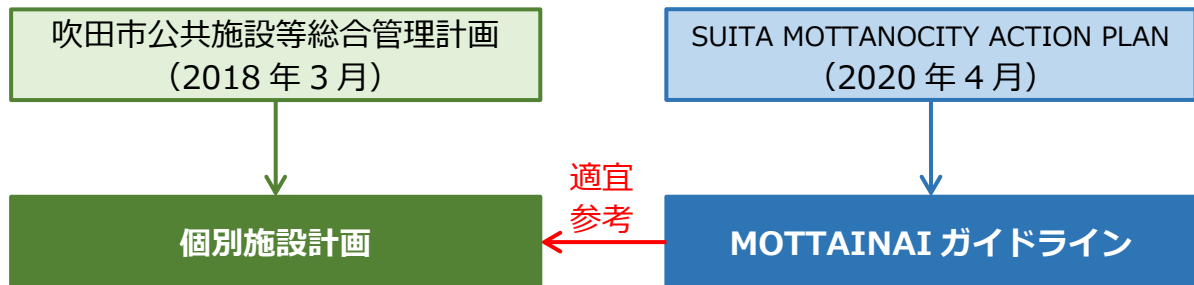 吹田市公共施設等総合管理計画
（2018 年 3 月）
SUITA MOTTANOCITY ACTION PLAN
（2020 年 4 月）
適宜
参考
個別施設計画
MOTTAINAI ガイドライン